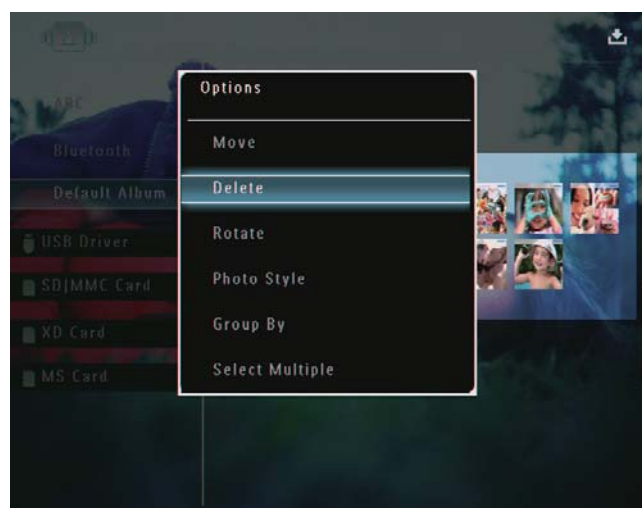 ABC
Bluetooth
Default Album
USB Driver
SD|MMC Card
XD Card
MS Card
Options
Move
Delete
Rotate
Photo Style
Group By
Select Multiple